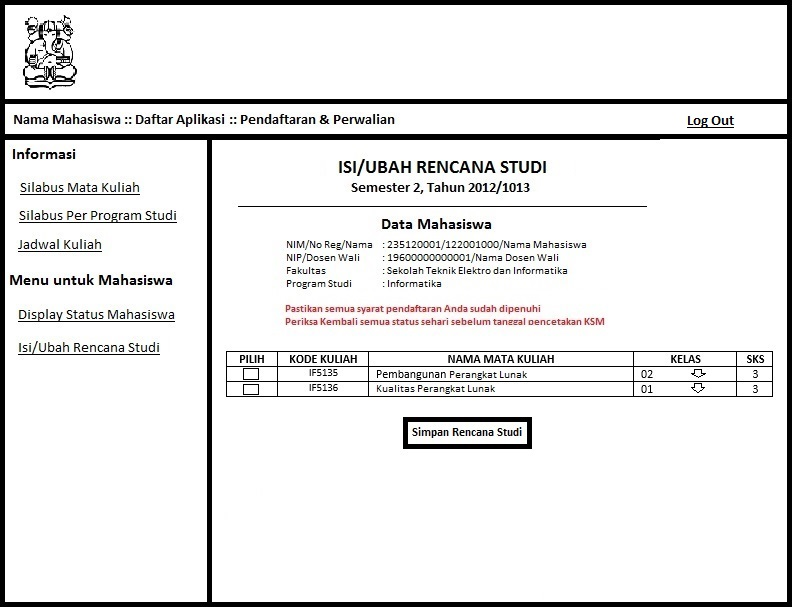 Nama Mahasiswa :: Daftar Aplikasi :: Pendaftaran & Perwalian Log Out
Informasi
Silabus Mata Kuliah
Silabus Per Program Studi
Jadwal Kuliah
Menu untuk Mahasiswa
Display Status Mahasiswa
Isi/Ubah Rencana Studi
ISI/UBAH RENCANA STUDI
Semester 2, Tahun 2012/1013
Data Mahasiswa
NIM/No Reg/Nama : 235120001/122001000/Nama Mahasiswa
NIP/Dosen Wali : 19600000000001/Nama Dosen Wali
Fakultas : Sekolah Teknik Elektro dan Informatika
Program Studi : Informatika
Pastikan semua syarat pendaftaran Anda sudah dipenuhi
Periksa Kembali semua status sehari sebelum tanggal pencetakan KSM
PILIH KODE KULIAH NAMA MATA KULIAH KELAS SKS
IF5135 Pembangunan Perangkat Lunak 02 3
IF5136 Kualitas Perangkat Lunak 01 3
Simpan Rencana Studi